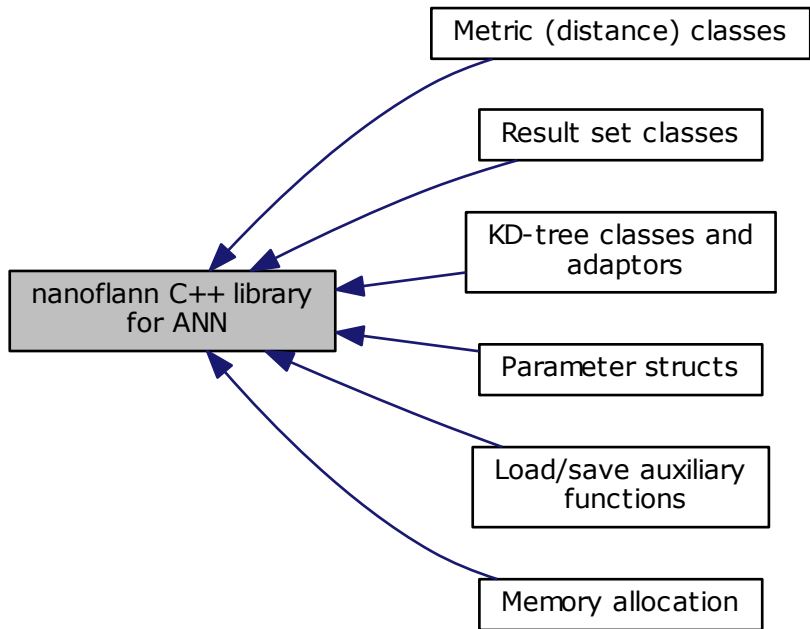 Metric (distance) classes
Result set classes
KD-tree classes and
adaptors
nanoflann C++ library
for ANN
Parameter structs
Load/save auxiliary
functions
Memory allocation